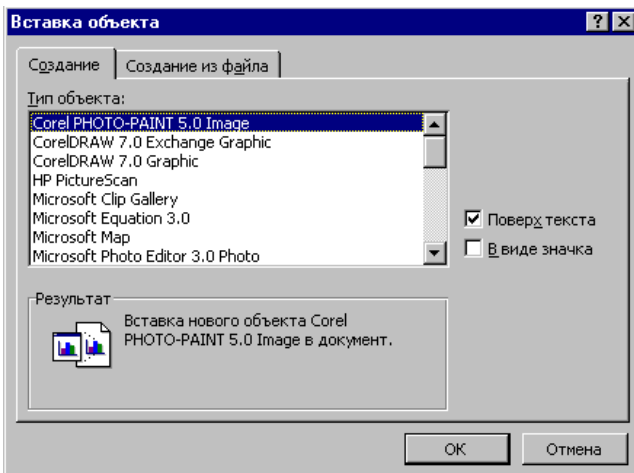 Вставка объекта
Создание
Создание из файла
Тип объекта:
Corel PHOTO-PAINT 5.0 Image
CorelDRAW 7.0 Exchange Graphic
CorelDRAW 7.0 Graphic
HP PictureScan
Microsoft Clip Gallery
Microsoft Equation 3.0
Microsoft Map
Microsoft Photo Editor 3.0 Photo
Поверх текста
В виде значка
Результат
Вставка нового объекта Corel
PHOTO-PAINT 5.0 Image в документ.
ОК
Отмена